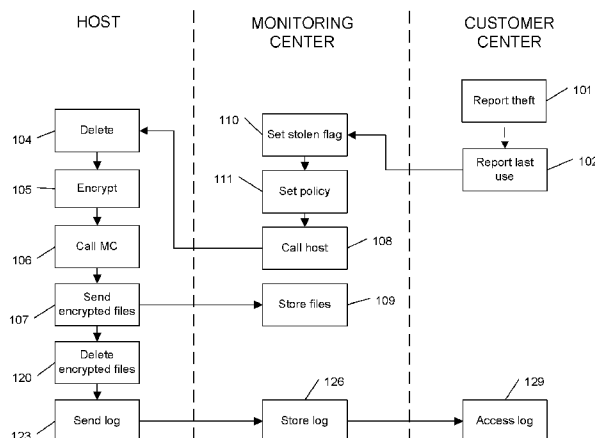 HOST
MONITORING
CENTER
CUSTOMER
CENTER
101
Report theft
110
104
Delete
Set stolen flag
Report last
use
102
111
105
Encrypt
Set policy
106
Call MC
Call host
108
107
Send
encrypted files
Store files
109
120
Delete
encrypted files
126
129
123
Send log
Store log
Access log